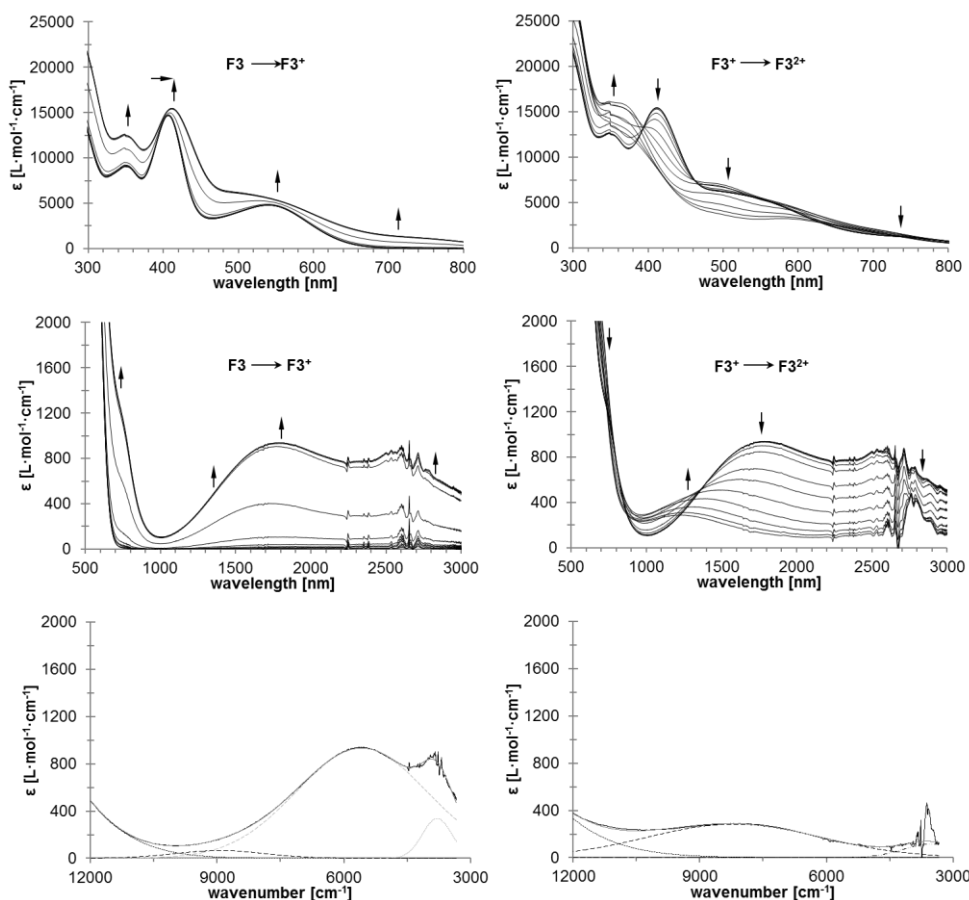 25000
20000
15000
10000
5000
0
ε [L·mol⁻¹·cm⁻¹]
F3 → F3⁺
300 400 500 600 700 800
wavelength [nm]
25000
20000
15000
10000
5000
0
ε [L·mol⁻¹·cm⁻¹]
F3⁺ → F3²⁺
300 400 500 600 700 800
wavelength [nm]
2000
1600
1200
800
400
0
ε [L·mol⁻¹·cm⁻¹]
F3 → F3⁺
500 1000 1500 2000 2500 3000
wavelength [nm]
2000
1600
1200
800
400
0
ε [L·mol⁻¹·cm⁻¹]
F3⁺ → F3²⁺
500 1000 1500 2000 2500 3000
wavelength [nm]
2000
1600
1200
800
400
0
ε [L·mol⁻¹·cm⁻¹]
12000 9000 6000 3000
wavenumber [cm⁻¹]
2000
1600
1200
800
400
0
ε [L·mol⁻¹·cm⁻¹]
12000 9000 6000 3000
wavenumber [cm⁻¹]